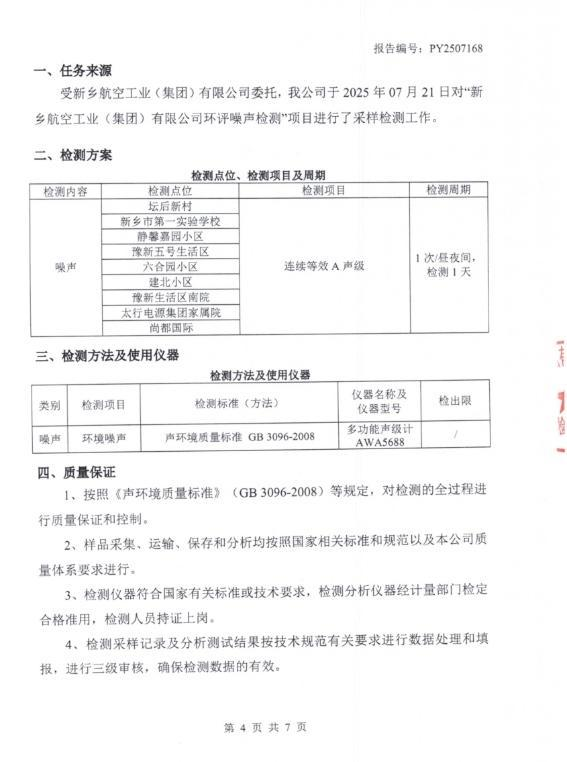 报告编号：PY2507168
一、任务来源
受新乡航空工业（集团）有限公司委托，我公司于 2025 年 07 月 21 日对“新
乡航空工业（集团）有限公司环评噪声检测”项目进行了采样检测工作。
二、检测方案
检测点位、检测项目及周期
检测内容 检测点位 检测项目 检测周期
坛后新村
新乡市第一实验学校
静馨嘉园小区
豫新五号生活区
噪声 六合园小区 连续等效 A 声级 1 次/昼夜间，
检测 1 天
建北小区
豫新生活区南院
太行电源集团家属院
尚都国际
三、检测方法及使用仪器
检测方法及使用仪器
类别 检测项目 检测标准（方法） 仪器名称及
仪器型号 检出限
噪声 环境噪声 声环境质量标准 GB 3096-2008 多功能声级计
AWA5688 /
四、质量保证
1、按照《声环境质量标准》（GB 3096-2008）等规定，对检测的全过程进
行质量保证和控制。
2、样品采集、运输、保存和分析均按照国家相关标准和规范以及本公司质
量体系要求进行。
3、检测仪器符合国家有关标准或技术要求，检测分析仪器经计量部门检定
合格准用，检测人员持证上岗。
4、检测采样记录及分析测试结果按技术规范有关要求进行数据处理和填
报，进行三级审核，确保检测数据的有效。
第 4 页 共 7 页